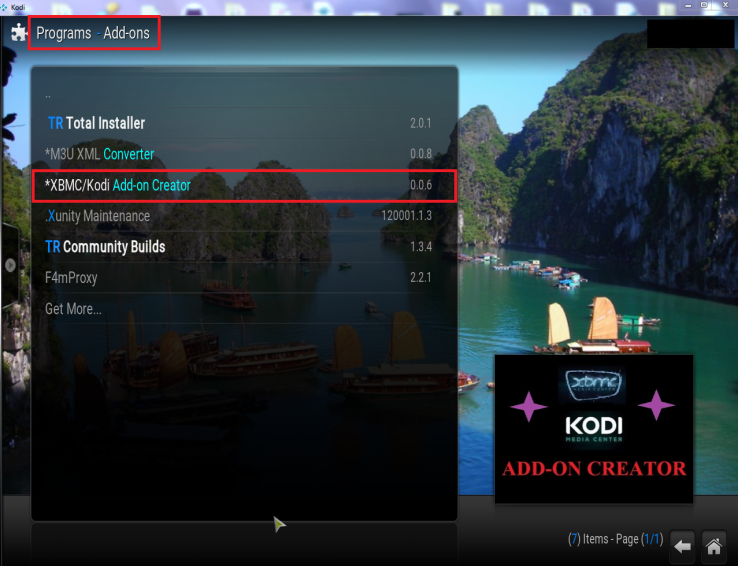 Kodi
Programs - Add-ons
..
TR Total Installer 2.0.1
*M3U XML Converter 0.0.8
*XBMC/Kodi Add-on Creator 0.0.6
.Xunity Maintenance 120001.1.3
TR Community Builds 1.3.4
F4mProxy 2.2.1
Get More...
xbmc
MEDIA CENTER
KODI
MEDIA CENTER
ADD-ON CREATOR
(7) Items - Page (1/1)